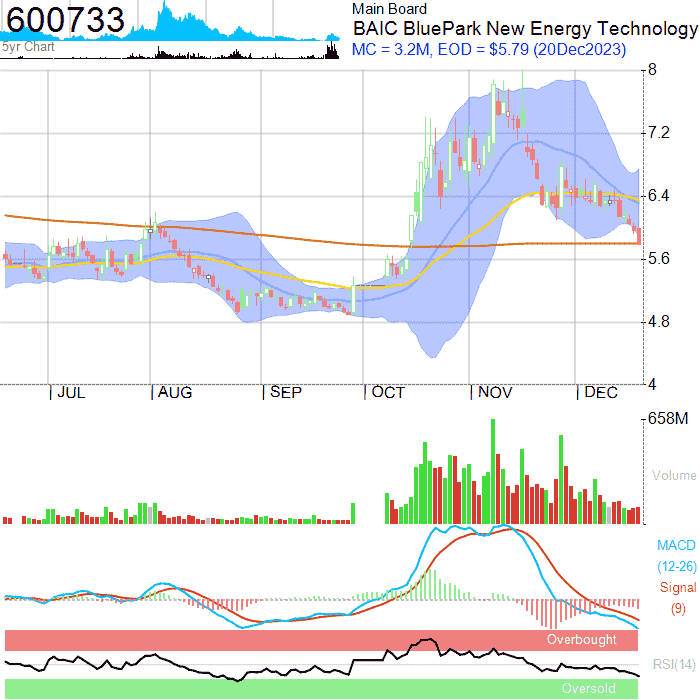 600733
5yr Chart
Main Board
BAIC BluePark New Energy Technology
MC = 3.2M, EOD = $5.79 (20Dec2023)
8
7.2
6.4
5.6
4.8
4
JUL AUG SEP OCT NOV DEC
658M
Volume
MACD
(12-26)
Signal
(9)
Overbought
RSI(14)
Oversold